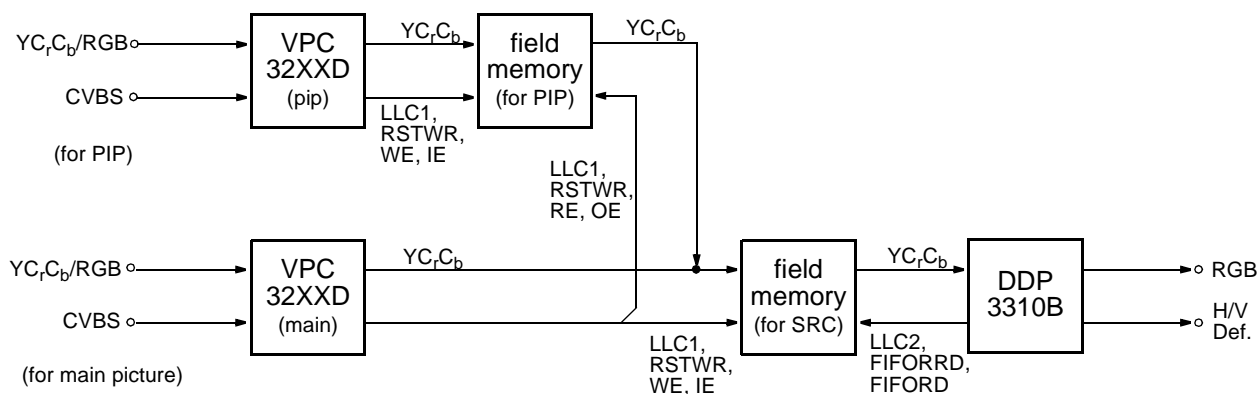 YCrCb/RGB
CVBS
(for PIP)
VPC
32XXD
(pip)
YCrCb
LLC1,
RSTWR,
WE, IE
field
memory
(for PIP)
YCrCb
LLC1,
RSTWR,
RE, OE
YCrCb/RGB
CVBS
(for main picture)
VPC
32XXD
(main)
YCrCb
LLC1,
RSTWR,
WE, IE
field
memory
(for SRC)
YCrCb
LLC2,
FIFORRD,
FIFORD
DDP
3310B
RGB
H/V
Def.